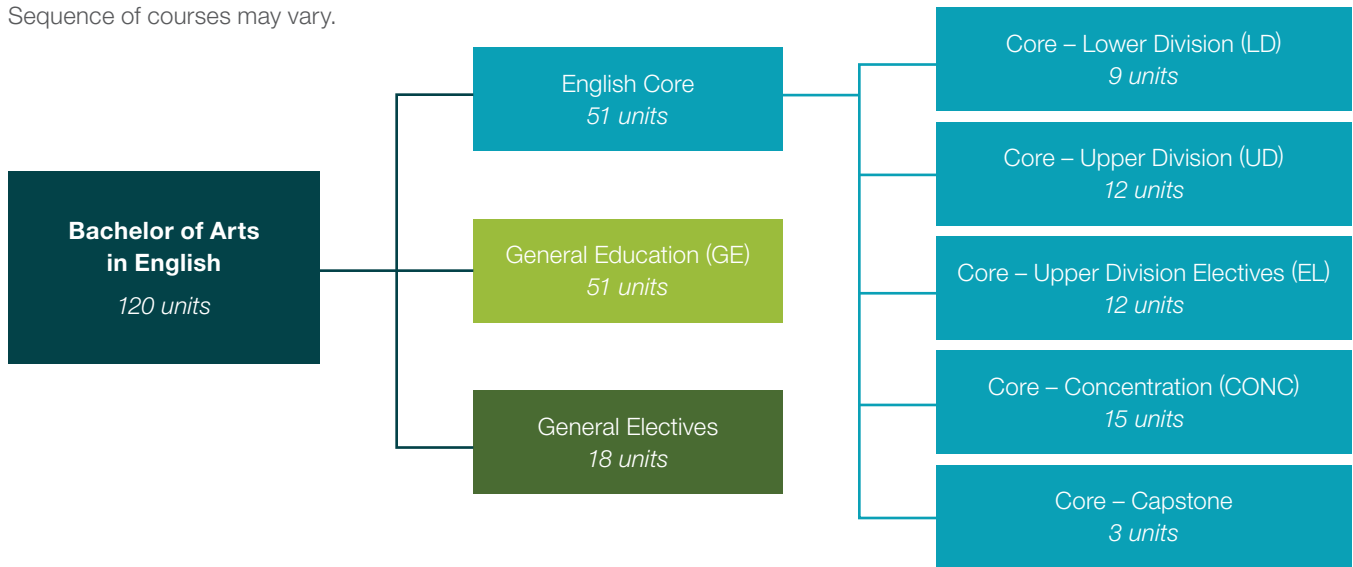 Sequence of courses may vary.
Bachelor of Arts
in English
120 units
English Core
51 units
General Education (GE)
51 units
General Electives
18 units
Core – Lower Division (LD)
9 units
Core – Upper Division (UD)
12 units
Core – Upper Division Electives (EL)
12 units
Core – Concentration (CONC)
15 units
Core – Capstone
3 units